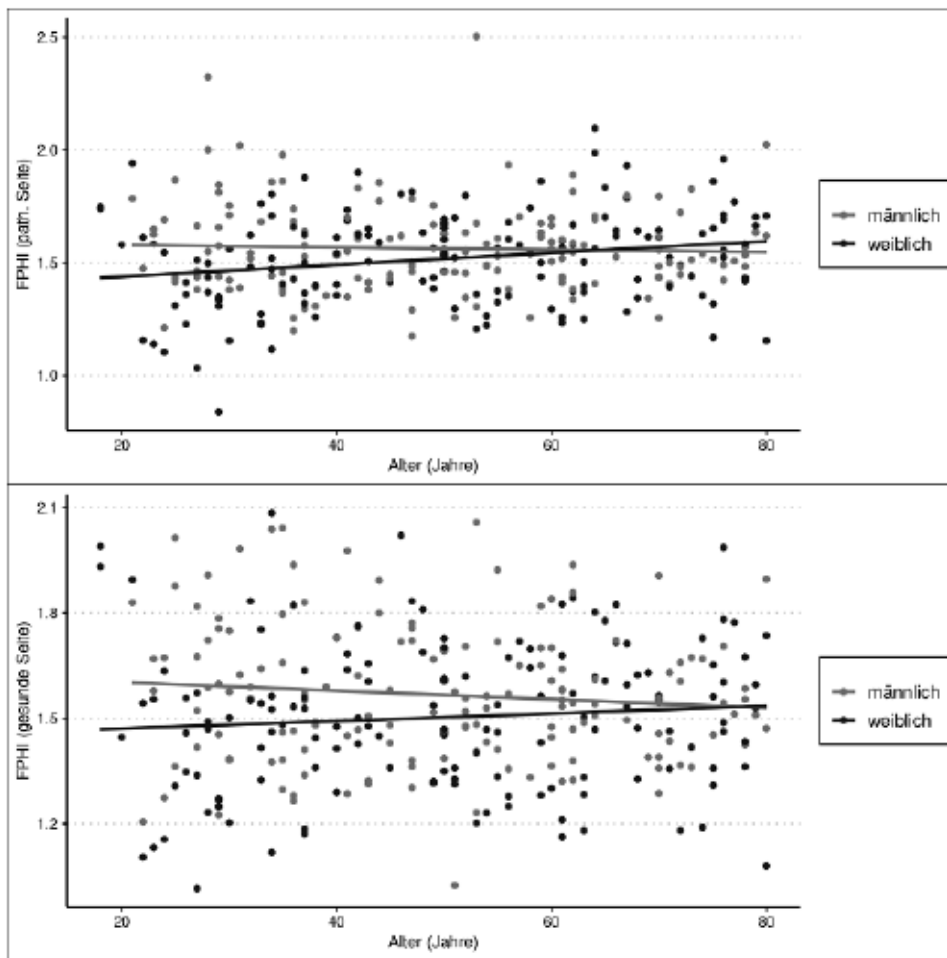 2.5
2.0
1.5
1.0
FPHI (path. Seite)
20
40
60
80
Alter (Jahre)
männlich
weiblich
2.1
1.8
1.5
1.2
FPHI (gesunde Seite)
20
40
60
80
Alter (Jahre)
männlich
weiblich